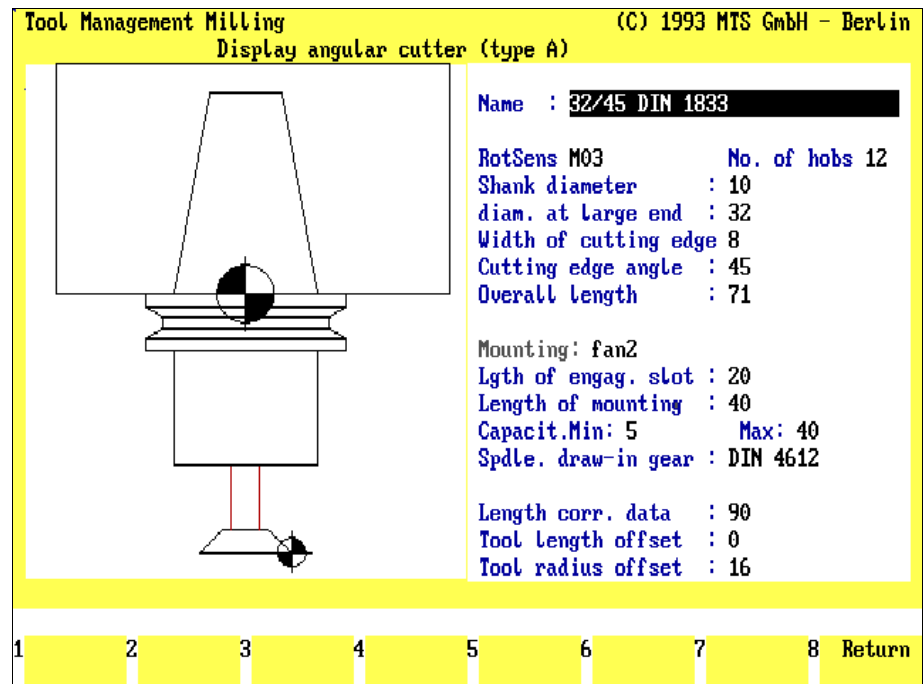 Tool Management Milling (C) 1993 MTS GmbH - Berlin
Display angular cutter (type A)
Name : 32/45 DIN 1833
RotSens M03 No. of hobs 12
Shank diameter : 10
diam. at large end : 32
Width of cutting edge 8
Cutting edge angle : 45
Overall length : 71
Mounting: fan2
Lgth of engag. slot : 20
Length of mounting : 40
Capacit.Min: 5 Max: 40
Spdle. draw-in gear : DIN 4612
Length corr. data : 90
Tool length offset : 0
Tool radius offset : 16
1 2 3 4 5 6 7 8 Return